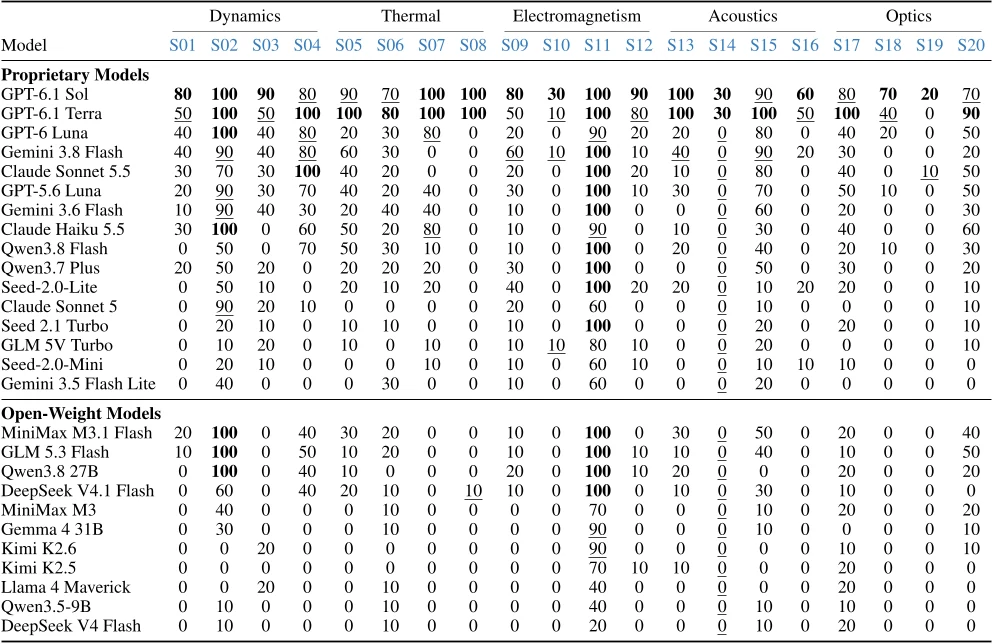 Dynamics Thermal Electromagnetism Acoustics Optics
Model S01 S02 S03 S04 S05 S06 S07 S08 S09 S10 S11 S12 S13 S14 S15 S16 S17 S18 S19 S20
Proprietary Models
GPT-6.1 Sol 80 100 90 80 90 70 100 100 80 30 100 90 100 30 90 60 80 70 20 70
GPT-6.1 Terra 50 100 50 100 100 80 100 100 50 10 100 80 100 30 100 50 100 40 0 90
GPT-6 Luna 40 100 40 80 20 30 80 0 20 0 90 20 20 0 80 0 40 20 0 50
Gemini 3.8 Flash 40 90 40 80 60 30 0 0 60 10 100 10 40 0 90 20 30 0 0 20
Claude Sonnet 5.5 30 70 30 100 40 20 0 0 20 0 100 20 10 0 80 0 40 0 10 50
GPT-5.6 Luna 20 90 30 70 20 20 40 0 30 0 100 10 30 0 70 0 50 10 0 50
Gemini 3.6 Flash 10 90 40 30 20 40 40 0 10 0 100 0 0 0 60 0 20 0 0 30
Claude Haiku 5.5 30 100 0 60 50 20 80 0 10 0 90 0 10 0 30 0 40 0 0 60
Qwen3.8 Flash 0 50 0 70 50 30 10 0 0 0 100 0 20 0 40 0 20 10 0 30
Qwen3.7 Plus 20 50 20 0 20 20 20 0 30 0 100 0 0 0 50 0 30 0 0 20
Seed-2.0-Lite 0 50 10 0 20 10 20 0 40 0 100 20 20 0 10 20 20 0 0 10
Claude Sonnet 5 0 90 20 10 0 0 0 0 20 0 60 0 0 0 10 0 0 0 0 10
Seed 2.1 Turbo 0 20 10 0 10 10 0 0 10 0 100 0 0 0 20 0 20 0 0 10
GLM 5V Turbo 0 10 20 0 10 0 10 0 10 10 80 10 0 0 20 0 0 0 0 10
Seed-2.0-Mini 0 20 10 0 0 0 10 0 10 0 60 10 0 0 10 10 10 0 0 0
Gemini 3.5 Flash Lite 0 40 0 0 0 30 0 0 10 0 60 0 0 0 20 0 0 0 0 0
Open-Weight Models
MiniMax M3.1 Flash 20 100 0 40 30 20 0 0 10 0 100 0 30 0 50 0 20 0 0 40
GLM 5.3 Flash 10 100 0 50 10 20 0 0 10 0 100 10 10 0 40 0 10 0 0 50
Qwen3.8 27B 0 100 0 40 10 0 0 0 20 0 100 10 20 0 0 0 20 0 0 20
DeepSeek V4.1 Flash 0 60 0 40 20 10 0 10 10 0 100 0 10 0 30 0 10 0 0 0
MiniMax M3 0 40 0 0 0 10 0 0 0 0 70 0 0 0 10 0 20 0 0 20
Gemma 4 31B 0 30 0 0 0 10 0 0 0 0 90 0 0 0 10 0 0 0 0 10
Kimi K2.6 0 0 20 0 0 0 0 0 0 0 90 0 0 0 0 0 10 0 0 10
Kimi K2.5 0 0 0 0 0 0 0 0 0 0 70 10 10 0 0 0 20 0 0 0
Llama 4 Maverick 0 0 20 0 0 10 0 0 0 0 40 0 0 0 0 0 20 0 0 0
Qwen3.5-9B 0 10 0 0 0 10 0 0 0 0 40 0 0 0 10 0 10 0 0 0
DeepSeek V4 Flash 0 10 0 0 0 10 0 0 0 0 20 0 0 0 10 0 0 0 0 0